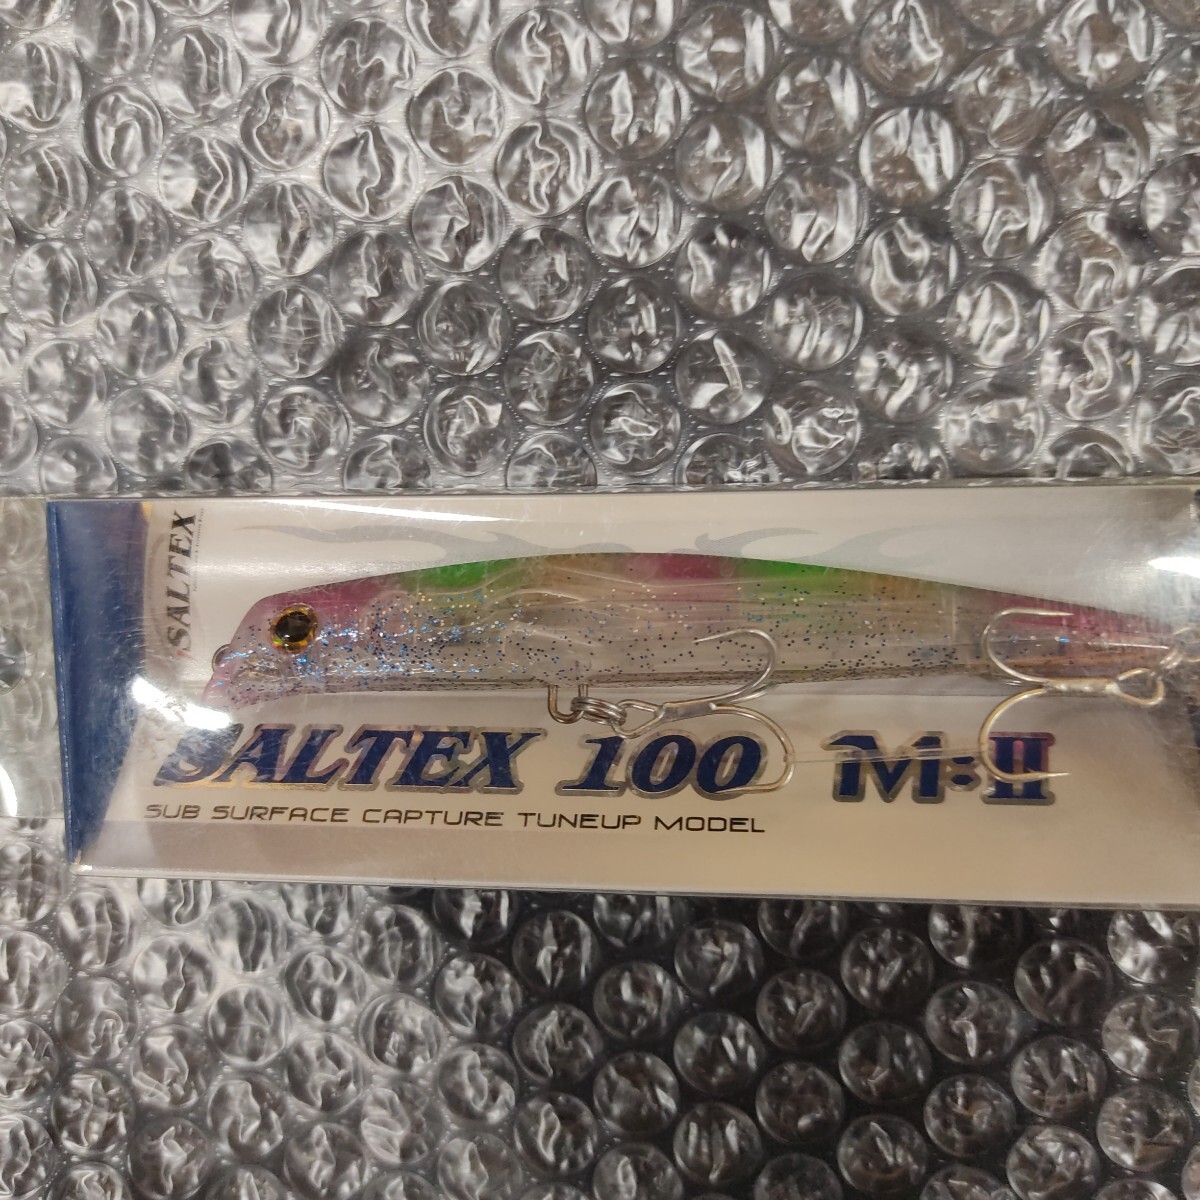 SALTEX
SALTEX 100 M:II
SUB SURFACE CAPTURE TUNEUP MODEL